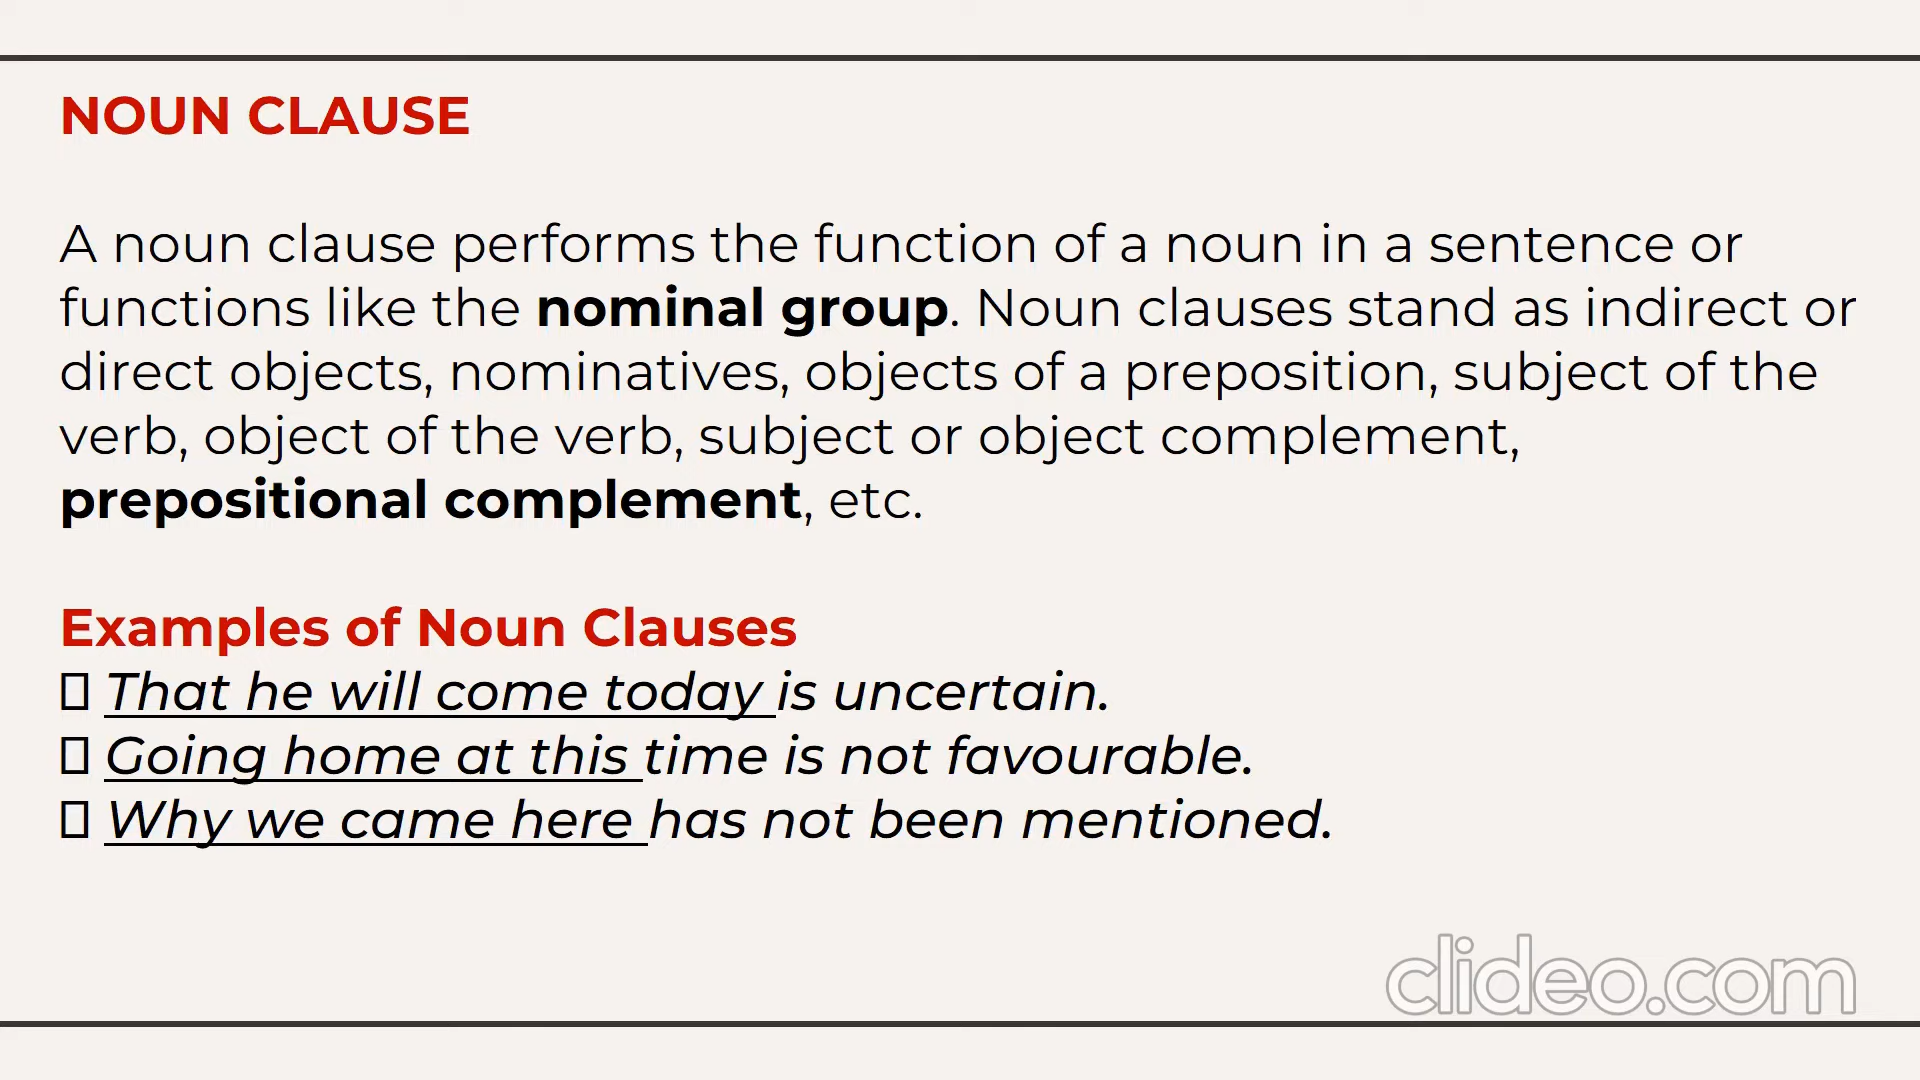 NOUN CLAUSE
A noun clause performs the function of a noun in a sentence or
functions like the nominal group. Noun clauses stand as indirect or
direct objects, nominatives, objects of a preposition, subject of the
verb, object of the verb, subject or object complement,
prepositional complement, etc.
Examples of Noun Clauses
That he will come today is uncertain.
Going home at this time is not favourable.
Why we came here has not been mentioned.
clideo.com